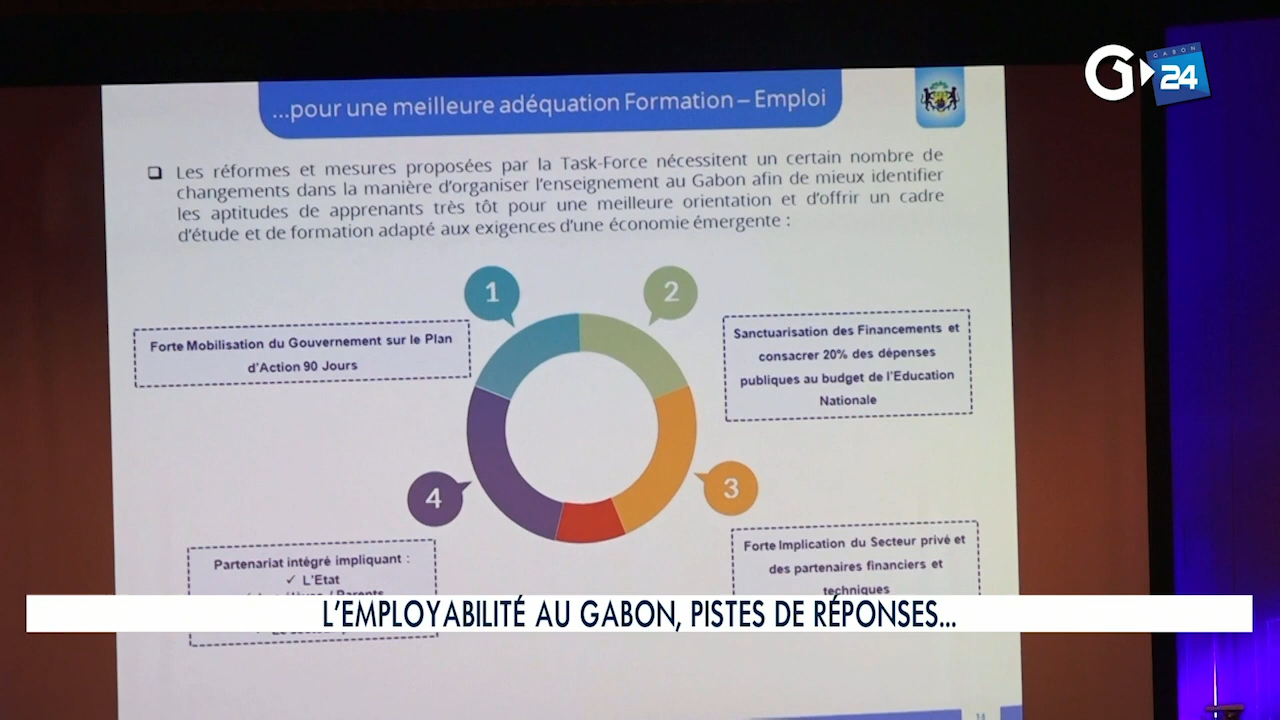 GABON
24
...pour une meilleure adéquation Formation – Emploi
Les réformes et mesures proposées par la Task-Force nécessitent un certain nombre de
changements dans la manière d'organiser l'enseignement au Gabon afin de mieux identifier
les aptitudes de apprenants très tôt pour une meilleure orientation et d'offrir un cadre
d'étude et de formation adapté aux exigences d'une économie émergente :
1
2
Forte Mobilisation du Gouvernement sur le Plan
d'Action 90 Jours
Sanctuarisation des Financements et
consacrer 20% des dépenses
publiques au budget de l'Education
Nationale
4
3
Partenariat intégré impliquant :
✓ L'Etat
/ Parents
Forte Implication du Secteur privé et
des partenaires financiers et
techniques
L'EMPLOYABILITÉ AU GABON, PISTES DE RÉPONSES...